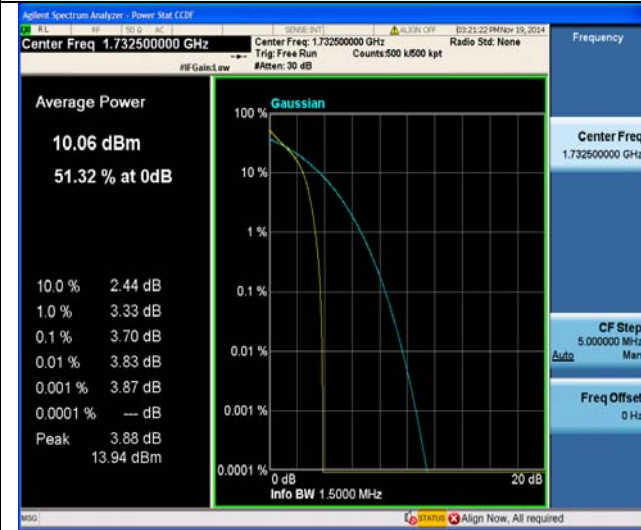 Agilent Spectrum Analyzer - Power Stat CCDF
RL RF 50 Ω AC SENSE:INT ALIGN OFF 03:21:22 PM Nov 19, 2014
Center Freq 1.732500000 GHz
Center Freq: 1.732500000 GHz Radio Std: None
Trig: Free Run Counts:500 k/500 kpt
#IFGain:Low #Atten: 30 dB
Frequency
Average Power
10.06 dBm
51.32 % at 0dB
10.0 % 2.44 dB
1.0 % 3.33 dB
0.1 % 3.70 dB
0.01 % 3.83 dB
0.001 % 3.87 dB
0.0001 % --- dB
Peak 3.88 dB
13.94 dBm
Gaussian
100 %
10 %
1 %
0.1 %
0.01 %
0.001 %
0.0001 %
0 dB 20 dB
Info BW 1.5000 MHz
Center Freq
1.732500000 GHz
CF Step
5.000000 MHz
Auto Man
Freq Offset
0 Hz
MSG STATUS Align Now, All required